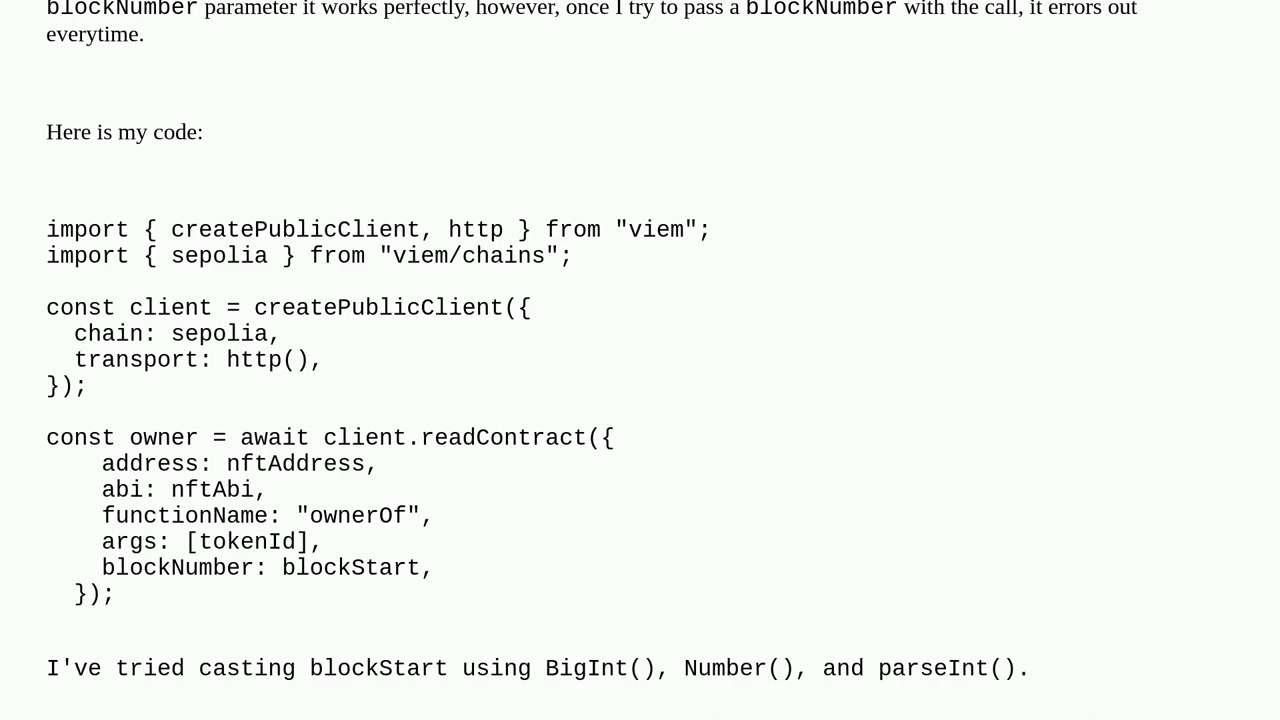 blockNumber parameter it works perfectly, however, once I try to pass a blockNumber with the call, it errors out
everytime.
Here is my code:
import { createPublicClient, http } from "viem";
import { sepolia } from "viem/chains";
const client = createPublicClient({
  chain: sepolia,
  transport: http(),
});
const owner = await client.readContract({
    address: nftAddress,
    abi: nftAbi,
    functionName: "ownerOf",
    args: [tokenId],
    blockNumber: blockStart,
  });
I've tried casting blockStart using BigInt(), Number(), and parseInt().